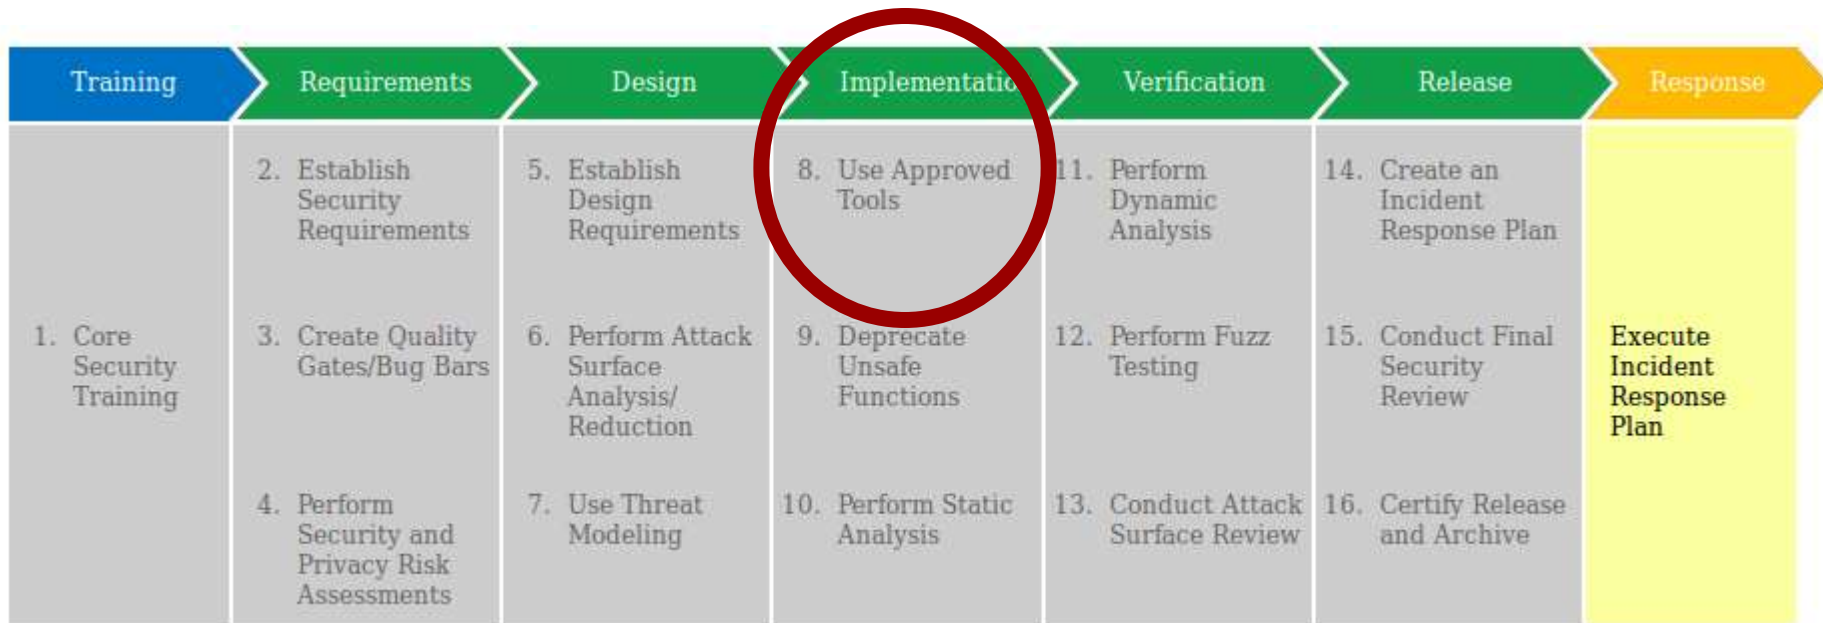 Training
Requirements
Design
Implementatio
Verification
Release
Response
1. Core
Security
Training
2. Establish
Security
Requirements
3. Create Quality
Gates/Bug Bars
4. Perform
Security and
Privacy Risk
Assessments
5. Establish
Design
Requirements
6. Perform Attack
Surface
Analysis/
Reduction
7. Use Threat
Modeling
8. Use Approved
Tools
9. Deprecate
Unsafe
Functions
10. Perform Static
Analysis
11. Perform
Dynamic
Analysis
12. Perform Fuzz
Testing
13. Conduct Attack
Surface Review
14. Create an
Incident
Response Plan
15. Conduct Final
Security
Review
16. Certify Release
and Archive
Execute
Incident
Response
Plan